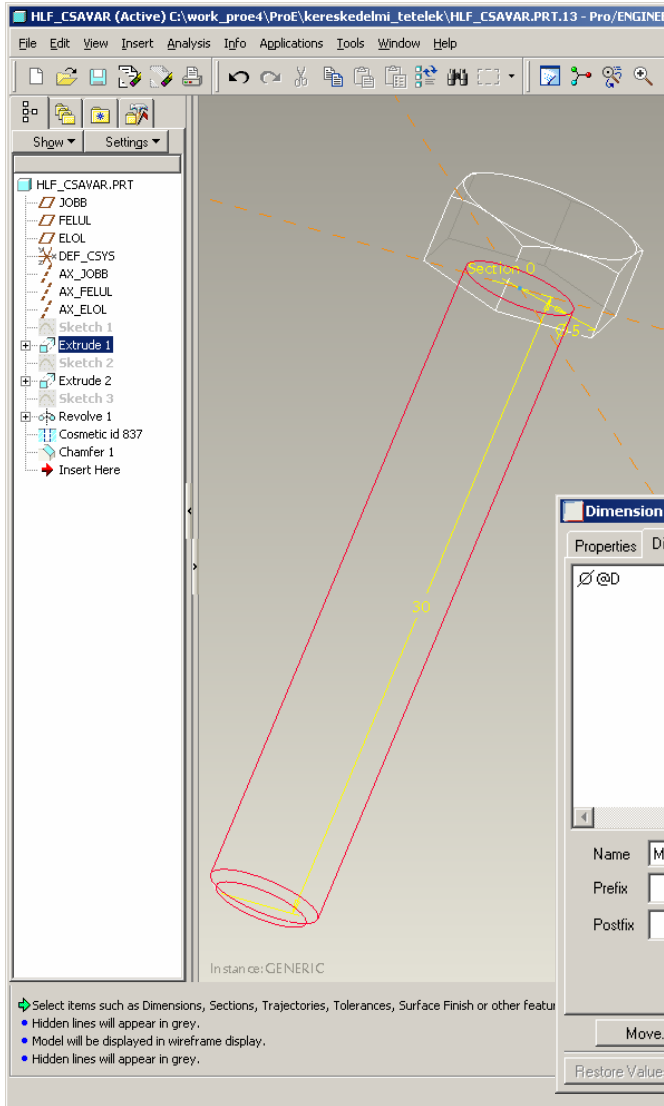 HLF_CSAVAR (Active) C:\work_proe4\ProE\kereskedelmi_tetelek\HLF_CSAVAR.PRT.13 - Pro/ENGINEE
File Edit View Insert Analysis Info Applications Tools Window Help
Show Settings
HLF_CSAVAR.PRT
JOBB
FELUL
ELOL
DEF_CSYS
AX_JOBB
AX_FELUL
AX_ELOL
Sketch 1
Extrude 1
Sketch 2
Extrude 2
Sketch 3
Revolve 1
Cosmetic id 837
Chamfer 1
Insert Here
Section 0
30
Instance:GENERIC
Dimension
Properties Di
Ø @D
Name M
Prefix
Postfix
Move.
Restore Value
Select items such as Dimensions, Sections, Trajectories, Tolerances, Surface Finish or other featur
Hidden lines will appear in grey.
Model will be displayed in wireframe display.
Hidden lines will appear in grey.